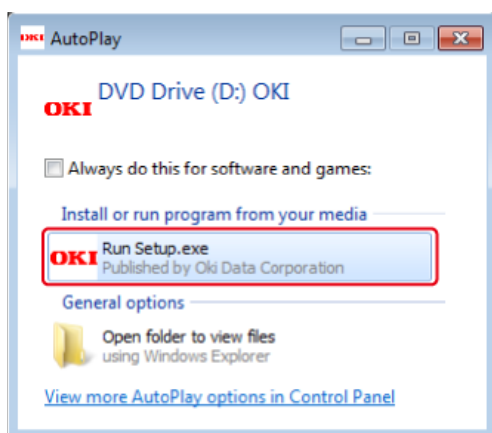 OKI AutoPlay
OKI DVD Drive (D:) OKI
Always do this for software and games:
Install or run program from your media
OKI Run Setup.exe
Published by Oki Data Corporation
General options
Open folder to view files
using Windows Explorer
View more AutoPlay options in Control Panel